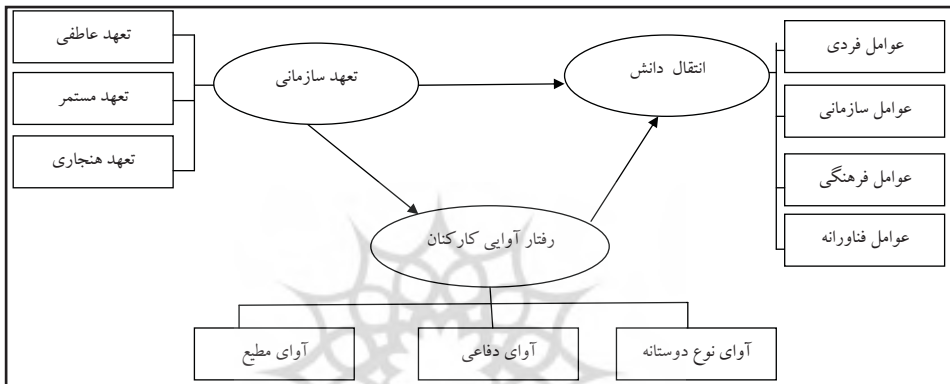 عوامل فردی
عوامل سازمانی
عوامل فرهنگی
عوامل فناورانه
انتقال دانش
تعهد سازمانی
تعهد عاطفی
تعهد مستمر
تعهد هنجاری
رفتار آوایی کارکنان
آوای نوع دوستانه
آوای دفاعی
آوای مطیع